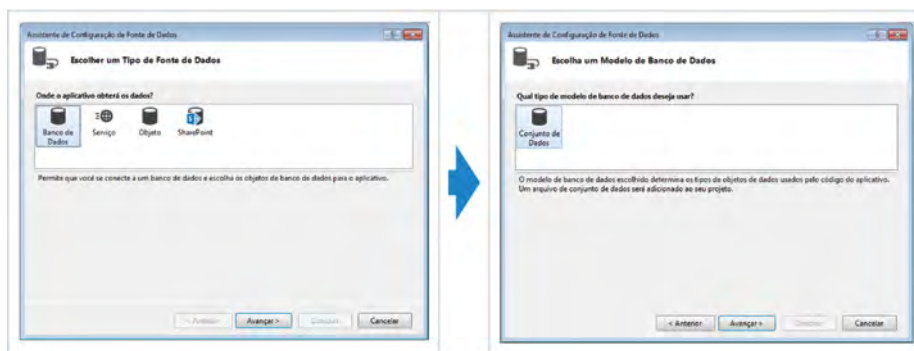 Assistente de Configuração de Fonte de Dados
Escolher um Tipo de Fonte de Dados
Onde o aplicativo obterá os dados?
Banco de Dados
Serviço
Objeto
SharePoint
Permite que você se conecte a um banco de dados e escolha os objetos de banco de dados para o aplicativo.
< Anterior
Avançar >
Concluir
Cancelar
Assistente de Configuração de Fonte de Dados
Escolha um Modelo de Banco de Dados
Qual tipo de modelo de banco de dados deseja usar?
Conjunto de Dados
O modelo de banco de dados escolhido determina os tipos de objetos de dados usados pelo código do aplicativo.
Um arquivo de conjunto de dados será adicionado ao seu projeto.
< Anterior
Avançar >
Concluir
Cancelar